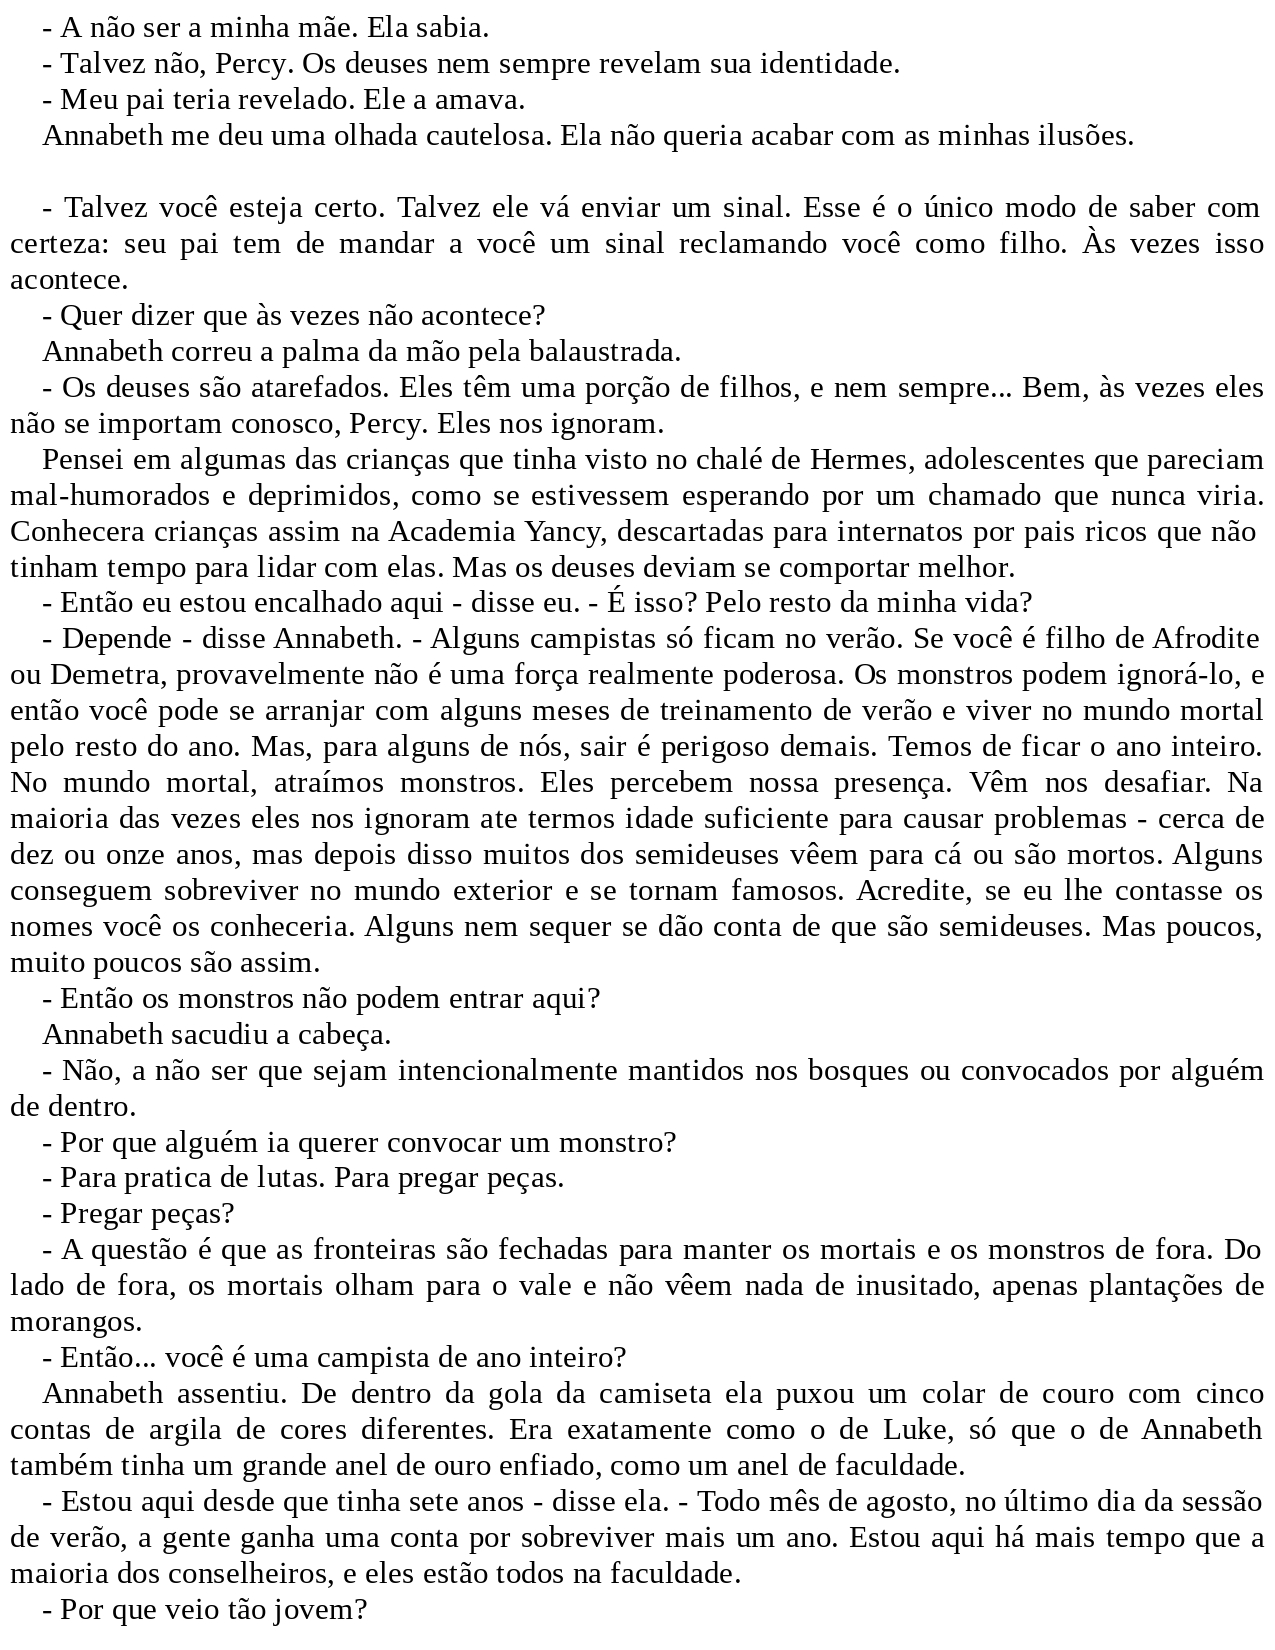 - A não ser a minha mãe. Ela sabia.
- Talvez não, Percy. Os deuses nem sempre revelam sua identidade.
- Meu pai teria revelado. Ele a amava.
Annabeth me deu uma olhada cautelosa. Ela não queria acabar com as minhas ilusões.
- Talvez você esteja certo. Talvez ele vá enviar um sinal. Esse é o único modo de saber com
certeza: seu pai tem de mandar a você um sinal reclamando você como filho. Às vezes isso
acontece.
- Quer dizer que às vezes não acontece?
Annabeth correu a palma da mão pela balaustrada.
- Os deuses são atarefados. Eles têm uma porção de filhos, e nem sempre... Bem, às vezes eles
não se importam conosco, Percy. Eles nos ignoram.
Pensei em algumas das crianças que tinha visto no chalé de Hermes, adolescentes que pareciam
mal-humorados e deprimidos, como se estivessem esperando por um chamado que nunca viria.
Conhecera crianças assim na Academia Yancy, descartadas para internatos por pais ricos que não
tinham tempo para lidar com elas. Mas os deuses deviam se comportar melhor.
- Então eu estou encalhado aqui - disse eu. - É isso? Pelo resto da minha vida?
- Depende - disse Annabeth. - Alguns campistas só ficam no verão. Se você é filho de Afrodite
ou Demetra, provavelmente não é uma força realmente poderosa. Os monstros podem ignorá-lo, e
então você pode se arranjar com alguns meses de treinamento de verão e viver no mundo mortal
pelo resto do ano. Mas, para alguns de nós, sair é perigoso demais. Temos de ficar o ano inteiro.
No mundo mortal, atraímos monstros. Eles percebem nossa presença. Vêm nos desafiar. Na
maioria das vezes eles nos ignoram ate termos idade suficiente para causar problemas - cerca de
dez ou onze anos, mas depois disso muitos dos semideuses vêem para cá ou são mortos. Alguns
conseguem sobreviver no mundo exterior e se tornam famosos. Acredite, se eu lhe contasse os
nomes você os conheceria. Alguns nem sequer se dão conta de que são semideuses. Mas poucos,
muito poucos são assim.
- Então os monstros não podem entrar aqui?
Annabeth sacudiu a cabeça.
- Não, a não ser que sejam intencionalmente mantidos nos bosques ou convocados por alguém
de dentro.
- Por que alguém ia querer convocar um monstro?
- Para pratica de lutas. Para pregar peças.
- Pregar peças?
- A questão é que as fronteiras são fechadas para manter os mortais e os monstros de fora. Do
lado de fora, os mortais olham para o vale e não vêem nada de inusitado, apenas plantações de
morangos.
- Então... você é uma campista de ano inteiro?
Annabeth assentiu. De dentro da gola da camiseta ela puxou um colar de couro com cinco
contas de argila de cores diferentes. Era exatamente como o de Luke, só que o de Annabeth
também tinha um grande anel de ouro enfiado, como um anel de faculdade.
- Estou aqui desde que tinha sete anos - disse ela. - Todo mês de agosto, no último dia da sessão
de verão, a gente ganha uma conta por sobreviver mais um ano. Estou aqui há mais tempo que a
maioria dos conselheiros, e eles estão todos na faculdade.
- Por que veio tão jovem?